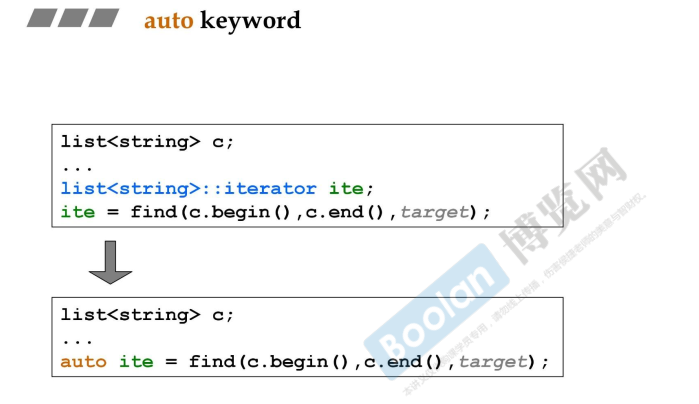 auto keyword
list<string> c;
...
list<string>::iterator ite;
ite = find(c.begin(),c.end(),target);
list<string> c;
...
auto ite = find(c.begin(),c.end(),target);
Boolan 博览网